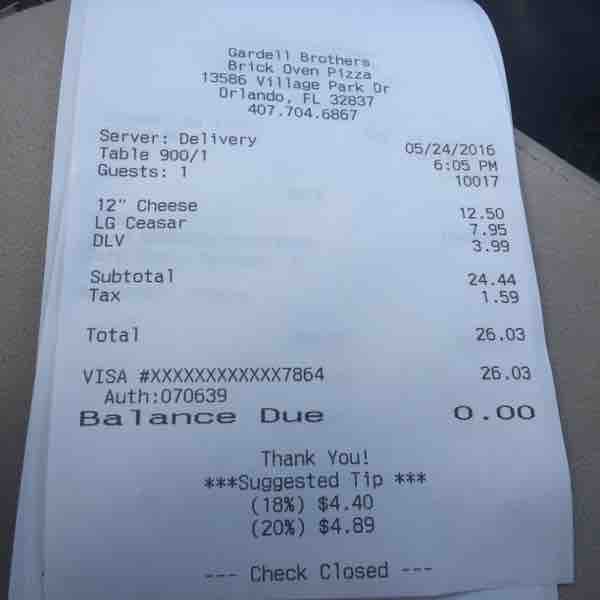 Gardell Brothers
Brick Oven Pizza
13586 Village Park Dr
Orlando, FL 32837
407.704.6867
Server: Delivery 05/24/2016
Table 900/1 6:05 PM
Guests: 1 10017
12" Cheese 12.50
LG Ceasar 7.95
DLV 3.99
Subtotal 24.44
Tax 1.59
Total 26.03
VISA #XXXXXXXXXXXX7864 26.03
Auth:070639
Balance Due 0.00
Thank You!
***Suggested Tip ***
(18%) $4.40
(20%) $4.89
--- Check Closed ---